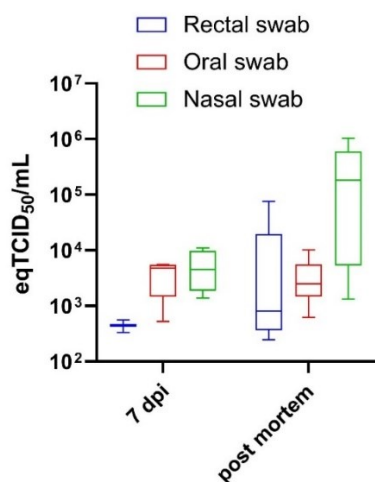 Rectal swab
Oral swab
Nasal swab
eqTCID₅₀/mL
10⁷
10⁶
10⁵
10⁴
10³
10²
7 dpi
post mortem